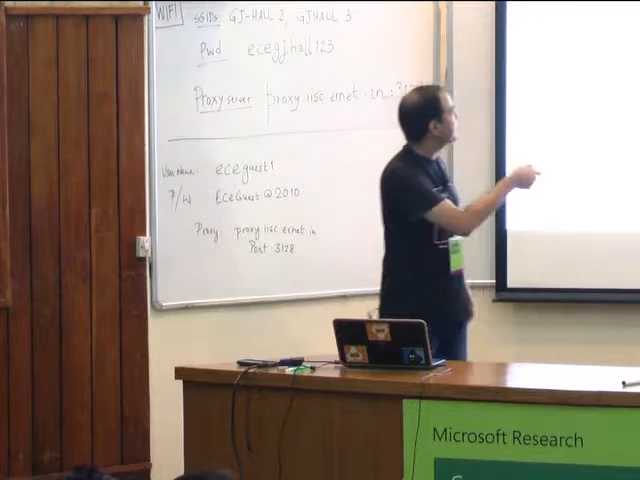 WIFI
SSIDs GJ-HALL 2, GJHALL 3
Pwd ecegjhall123
Proxy server proxy.iisc.ernet.in:3128
User Name: eceguest1
P/W EceGuest@2010
Proxy: proxy.iisc.ernet.in
Port: 3128
Microsoft Research